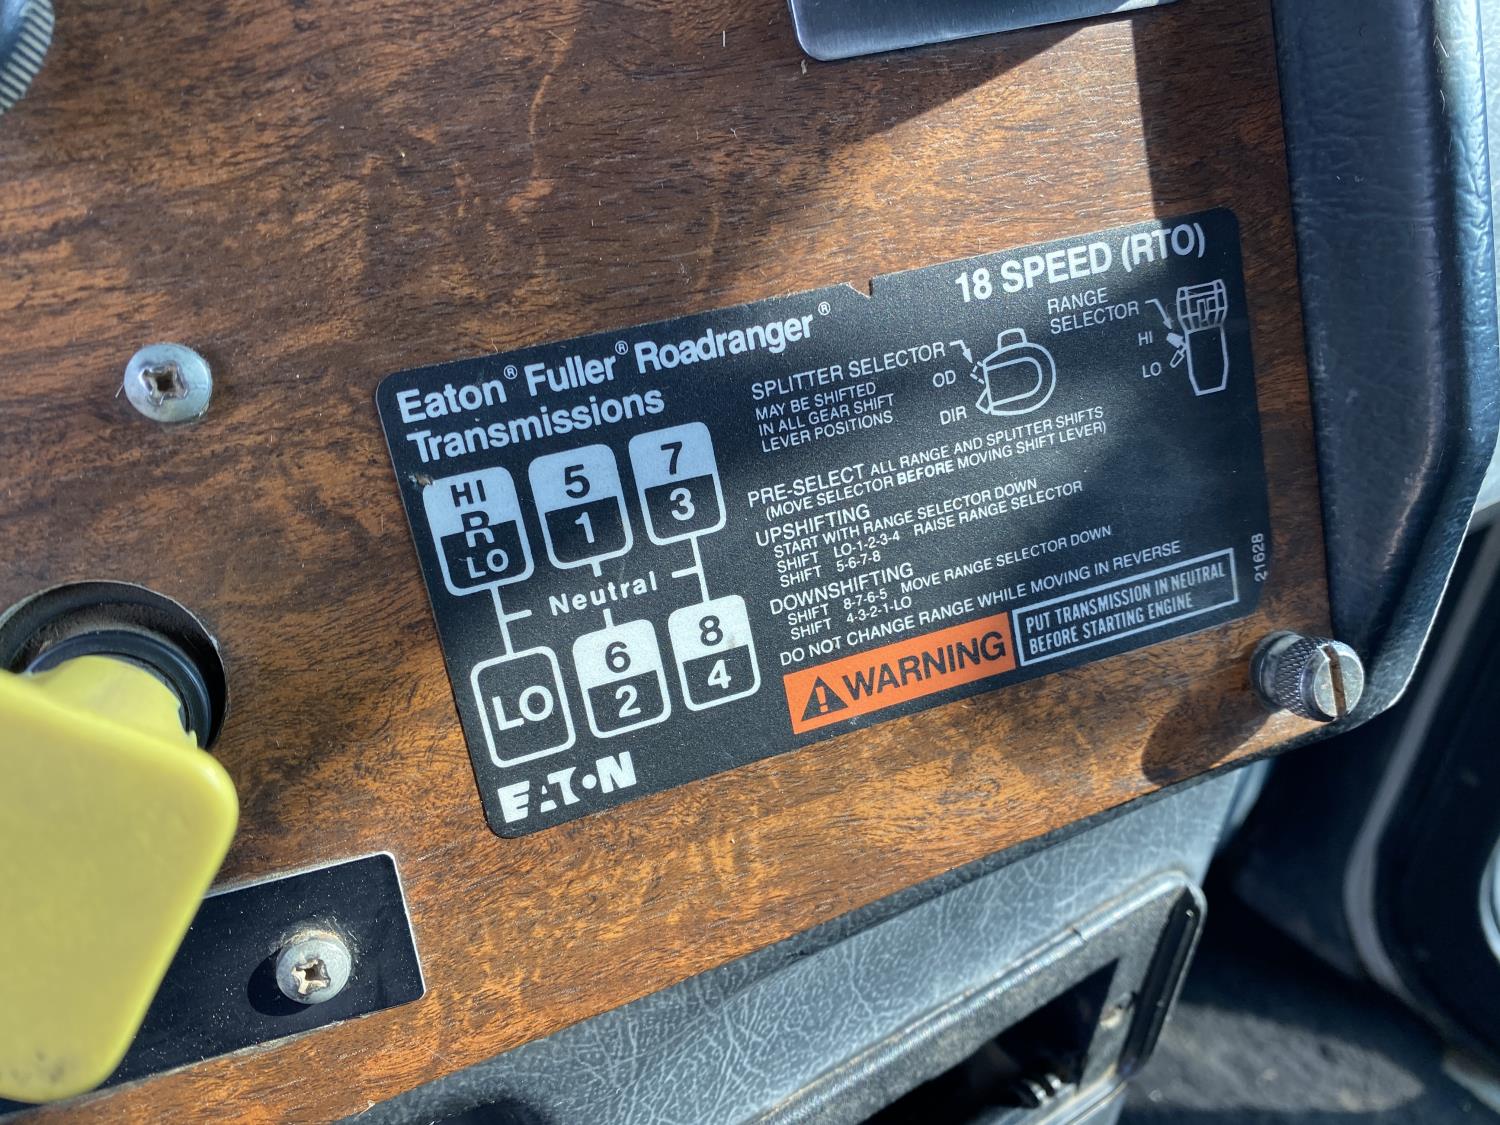 Eaton® Fuller® Roadranger®
Transmissions
18 SPEED (RTO)
HI
R
LO
5
1
7
3
Neutral
LO
6
2
8
4
EATON
SPLITTER SELECTOR
MAY BE SHIFTED
IN ALL GEAR SHIFT
LEVER POSITIONS
OD
DIR
RANGE
SELECTOR
HI
LO
PRE-SELECT ALL RANGE AND SPLITTER SHIFTS
(MOVE SELECTOR BEFORE MOVING SHIFT LEVER)
UPSHIFTING
START WITH RANGE SELECTOR DOWN
SHIFT LO-1-2-3-4 RAISE RANGE SELECTOR
SHIFT 5-6-7-8
DOWNSHIFTING
SHIFT 8-7-6-5 MOVE RANGE SELECTOR DOWN
SHIFT 4-3-2-1-LO
DO NOT CHANGE RANGE WHILE MOVING IN REVERSE
WARNING
PUT TRANSMISSION IN NEUTRAL
BEFORE STARTING ENGINE
21628